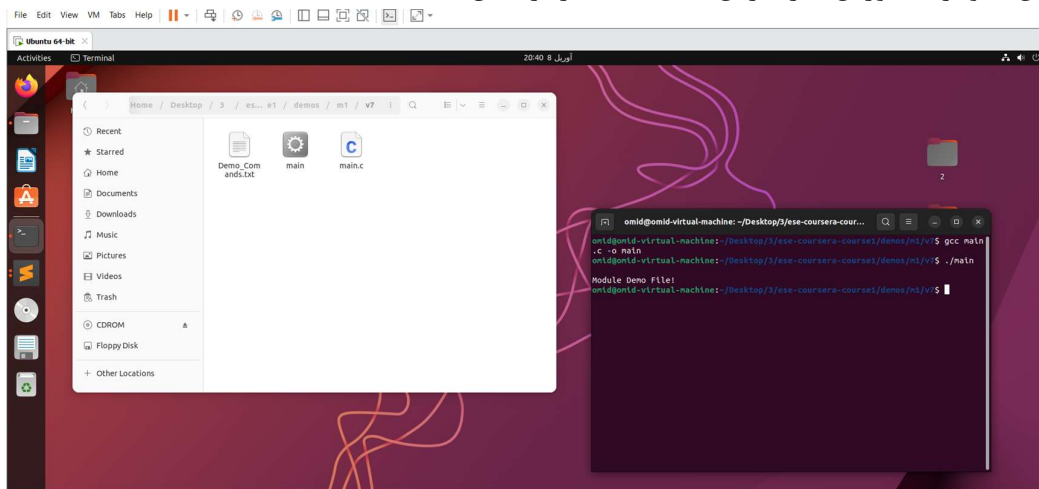 File Edit View VM Tabs Help
Ubuntu 64-bit
Activities Terminal 20:40 8 آوریل
Home / Desktop / 3 / es... e1 / demos / m1 / v7
Recent
Starred
Home
Documents
Downloads
Music
Pictures
Videos
Trash
CDROM
Floppy Disk
Other Locations
Demo_Com
ands.txt
main
main.c
2
omid@omid-virtual-machine: ~/Desktop/3/ese-coursera-cour...
omid@omid-virtual-machine:~/Desktop/3/ese-coursera-course1/demos/m1/v7$ gcc main
.c -o main
omid@omid-virtual-machine:~/Desktop/3/ese-coursera-course1/demos/m1/v7$ ./main
Module Demo File!
omid@omid-virtual-machine:~/Desktop/3/ese-coursera-course1/demos/m1/v7$